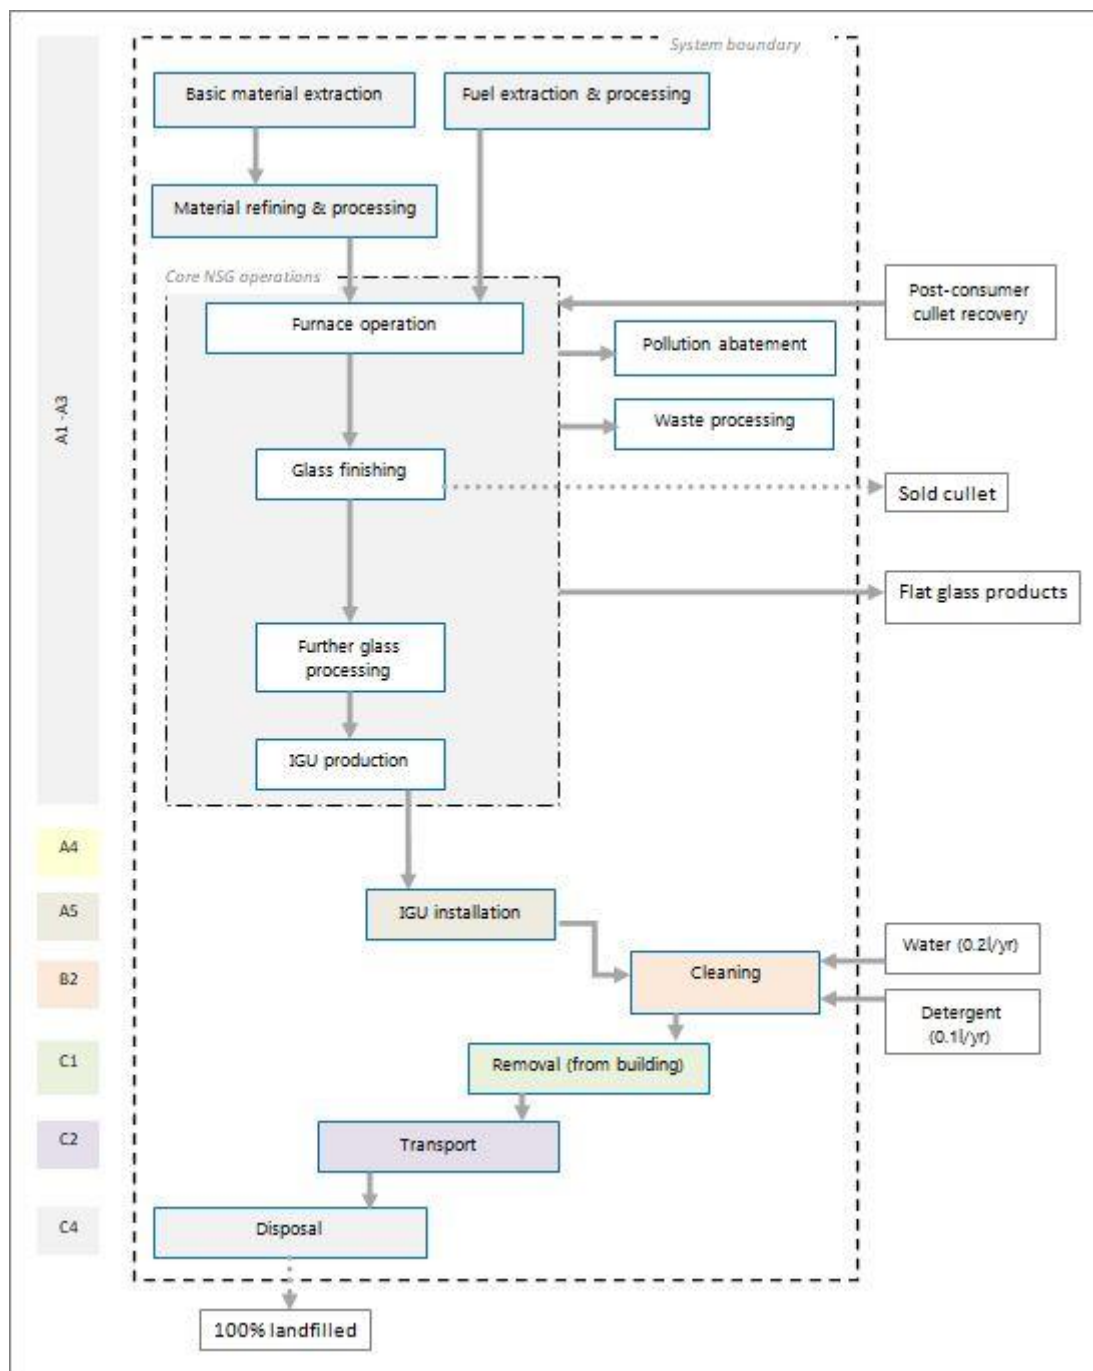 System boundary
Basic material extraction
Fuel extraction & processing
Material refining & processing
Core NSG operations
Post-consumer
cullet recovery
Furnace operation
Pollution abatement
A1 -A3
Waste processing
Glass finishing
Sold cullet
Flat glass products
Further glass
processing
IGU production
A4
A5
IGU installation
Water (0.2l/yr)
B2
Cleaning
Detergent
(0.1l/yr)
C1
Removal (from building)
C2
Transport
C4
Disposal
100% landfilled